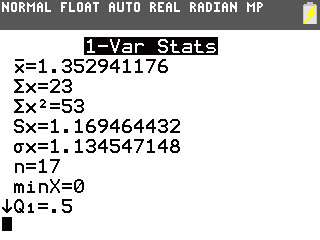 NORMAL FLOAT AUTO REAL RADIAN MP
1-Var Stats
x̄=1.352941176
Σx=23
Σx²=53
Sx=1.169464432
σx=1.134547148
n=17
minX=0
↓Q₁=.5